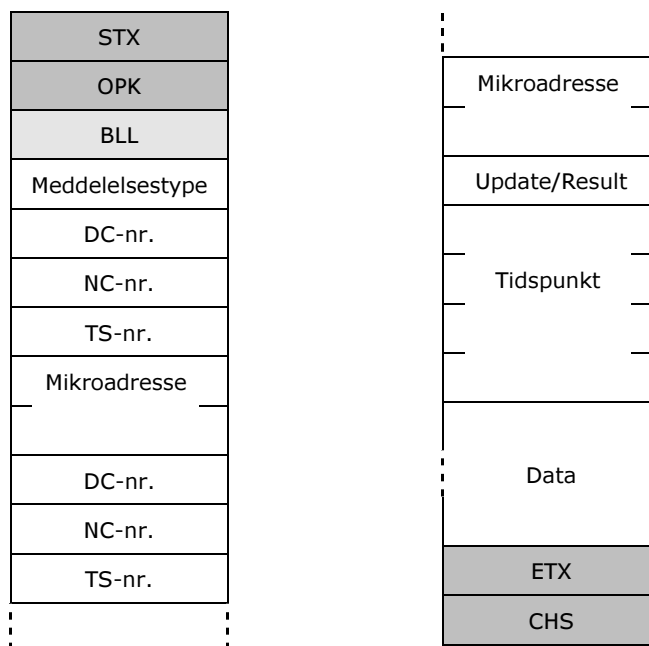 STX
OPK
BLL
Meddelelsestype
DC-nr.
NC-nr.
TS-nr.
Mikroadresse
DC-nr.
NC-nr.
TS-nr.
Mikroadresse
Update/Result
Tidspunkt
Data
ETX
CHS